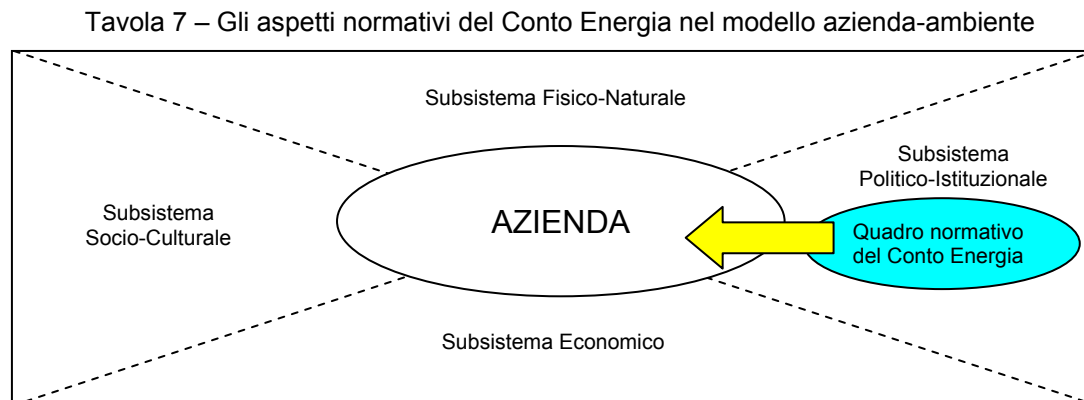 Tavola 7 – Gli aspetti normativi del Conto Energia nel modello azienda-ambiente
Subsistema Fisico-Naturale
Subsistema
Politico-Istituzionale
Subsistema
Socio-Culturale
AZIENDA
Quadro normativo
del Conto Energia
Subsistema Economico